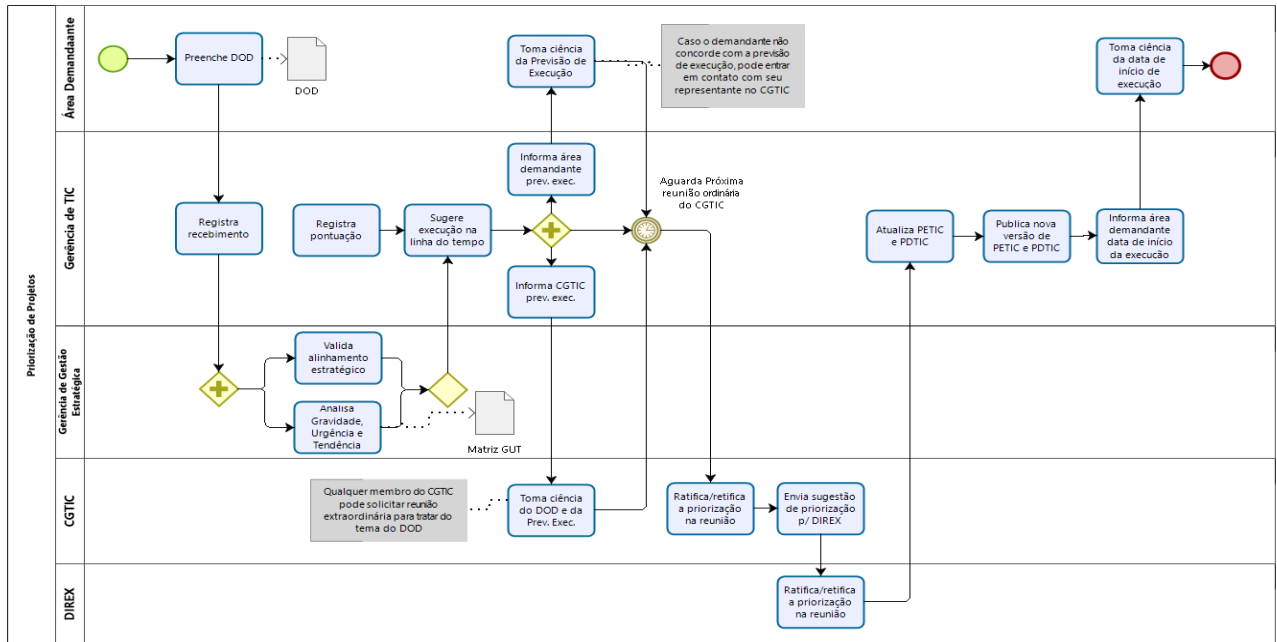 Priorização de Projetos
Área Demandaante
Preenche DOD
DOD
Toma ciência
da Previsão de
Execução
Caso o demandante não
concorde com a previsão
de execução, pode entrar
em contato com seu
representante no CGTIC
Toma ciência
da data de
início de
execução
Gerência de TIC
Registra
recebimento
Registra
pontuação
Sugere
execução na
linha do tempo
Informa área
demandante
prev. exec.
Informa CGTIC
prev. exec.
Aguarda Próxima
reunião ordinária
do CGTIC
Atualiza PETIC
e PDTIC
Publica nova
versão de
PETIC e PDTIC
Informa área
demandante
data de início
da execução
Gerência de Gestão
Estratégica
Valida
alinhamento
estratégico
Analisa
Gravidade,
Urgência e
Tendência
Matriz GUT
CGTIC
Qualquer membro do CGTIC
pode solicitar reunião
extraordinária para tratar do
tema do DOD
Toma ciência
do DOD e da
Prev. Exec.
Ratifica/retifica
a priorização
na reunião
Envia sugestão
de priorização
p/ DIREX
DIREX
Ratifica/retifica
a priorização
na reunião